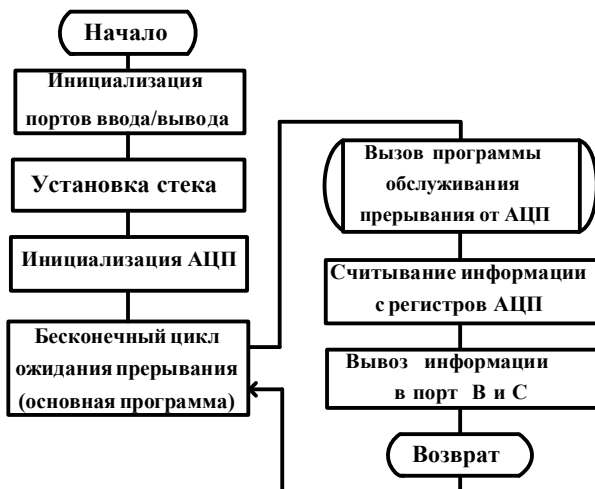 Начало
Инициализация
портов ввода/вывода
Установка стека
Инициализация АЦП
Бесконечный цикл
ожидания прерывания
(основная программа)
Вызов программы
обслуживания
прерывания от АЦП
Считывание информации
с регистров АЦП
Вывоз информации
в порт В и С
Возврат